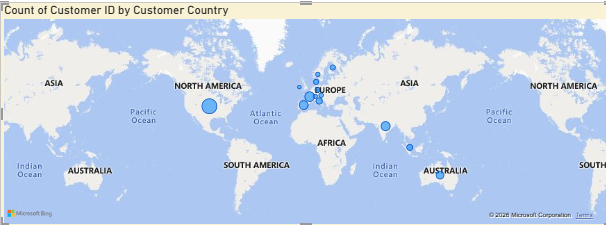 Count of Customer ID by Customer Country
ASIA
NORTH AMERICA
EUROPE
ASIA
NORTH AMERICA
Pacific
Ocean
Atlantic
Ocean
Pacific
Ocean
AFRICA
Indian
Ocean
AUSTRALIA
SOUTH AMERICA
Indian
Ocean
AUSTRALIA
SOUTH
Microsoft Bing
© 2026 Microsoft Corporation Terms